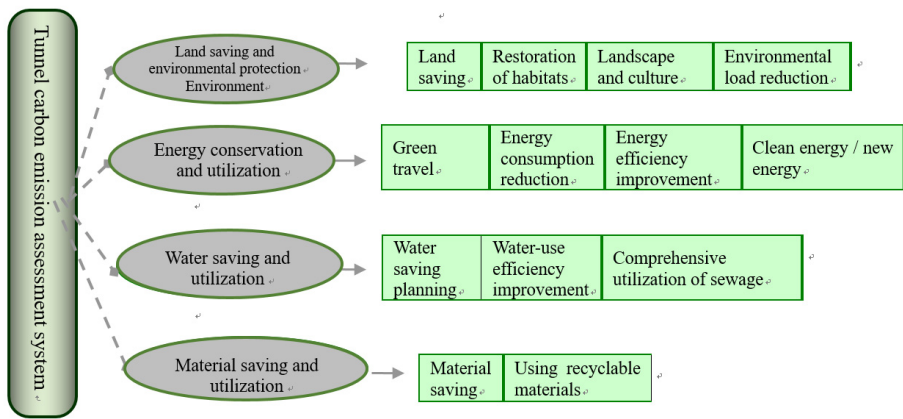 Tunnel carbon emission assessment system
Land saving and
environmental protection
Environment
Land
saving
Restoration
of habitats
Landscape
and culture
Environmental
load reduction
Energy conservation
and utilization
Green
travel
Energy
consumption
reduction
Energy
efficiency
improvement
Clean energy / new
energy
Water saving and
utilization
Water
saving
planning
Water-use
efficiency
improvement
Comprehensive
utilization of sewage
Material saving and
utilization
Material
saving
Using recyclable
materials